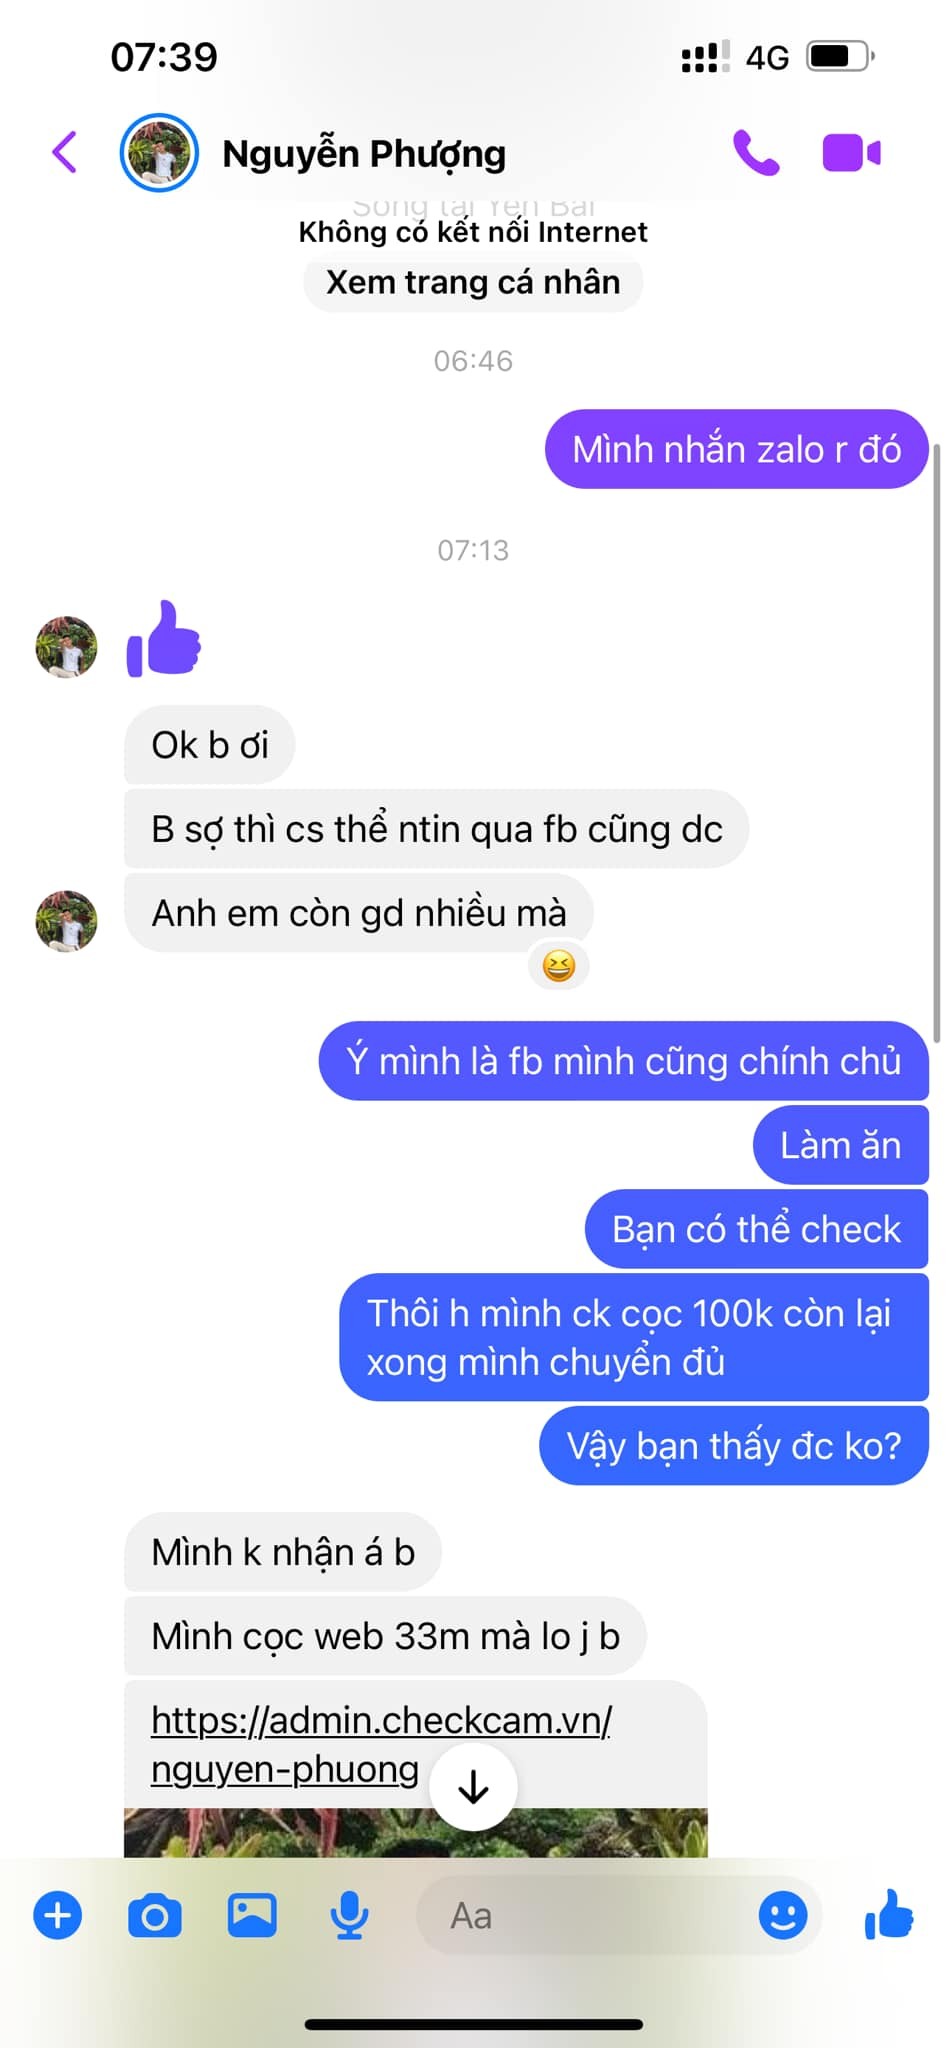 07:39
4G
Nguyễn Phượng
Sống tại Yên Bái
Không có kết nối Internet
Xem trang cá nhân
06:46
Mình nhắn zalo r đó
07:13
Ok b ơi
B sợ thì cs thể ntin qua fb cũng dc
Anh em còn gd nhiều mà
Ý mình là fb mình cũng chính chủ
Làm ăn
Bạn có thể check
Thôi h mình ck cọc 100k còn lại
xong mình chuyển đủ
Vậy bạn thấy đc ko?
Mình k nhận á b
Mình cọc web 33m mà lo j b
https://admin.checkcam.vn/
nguyen-phuong
Aa